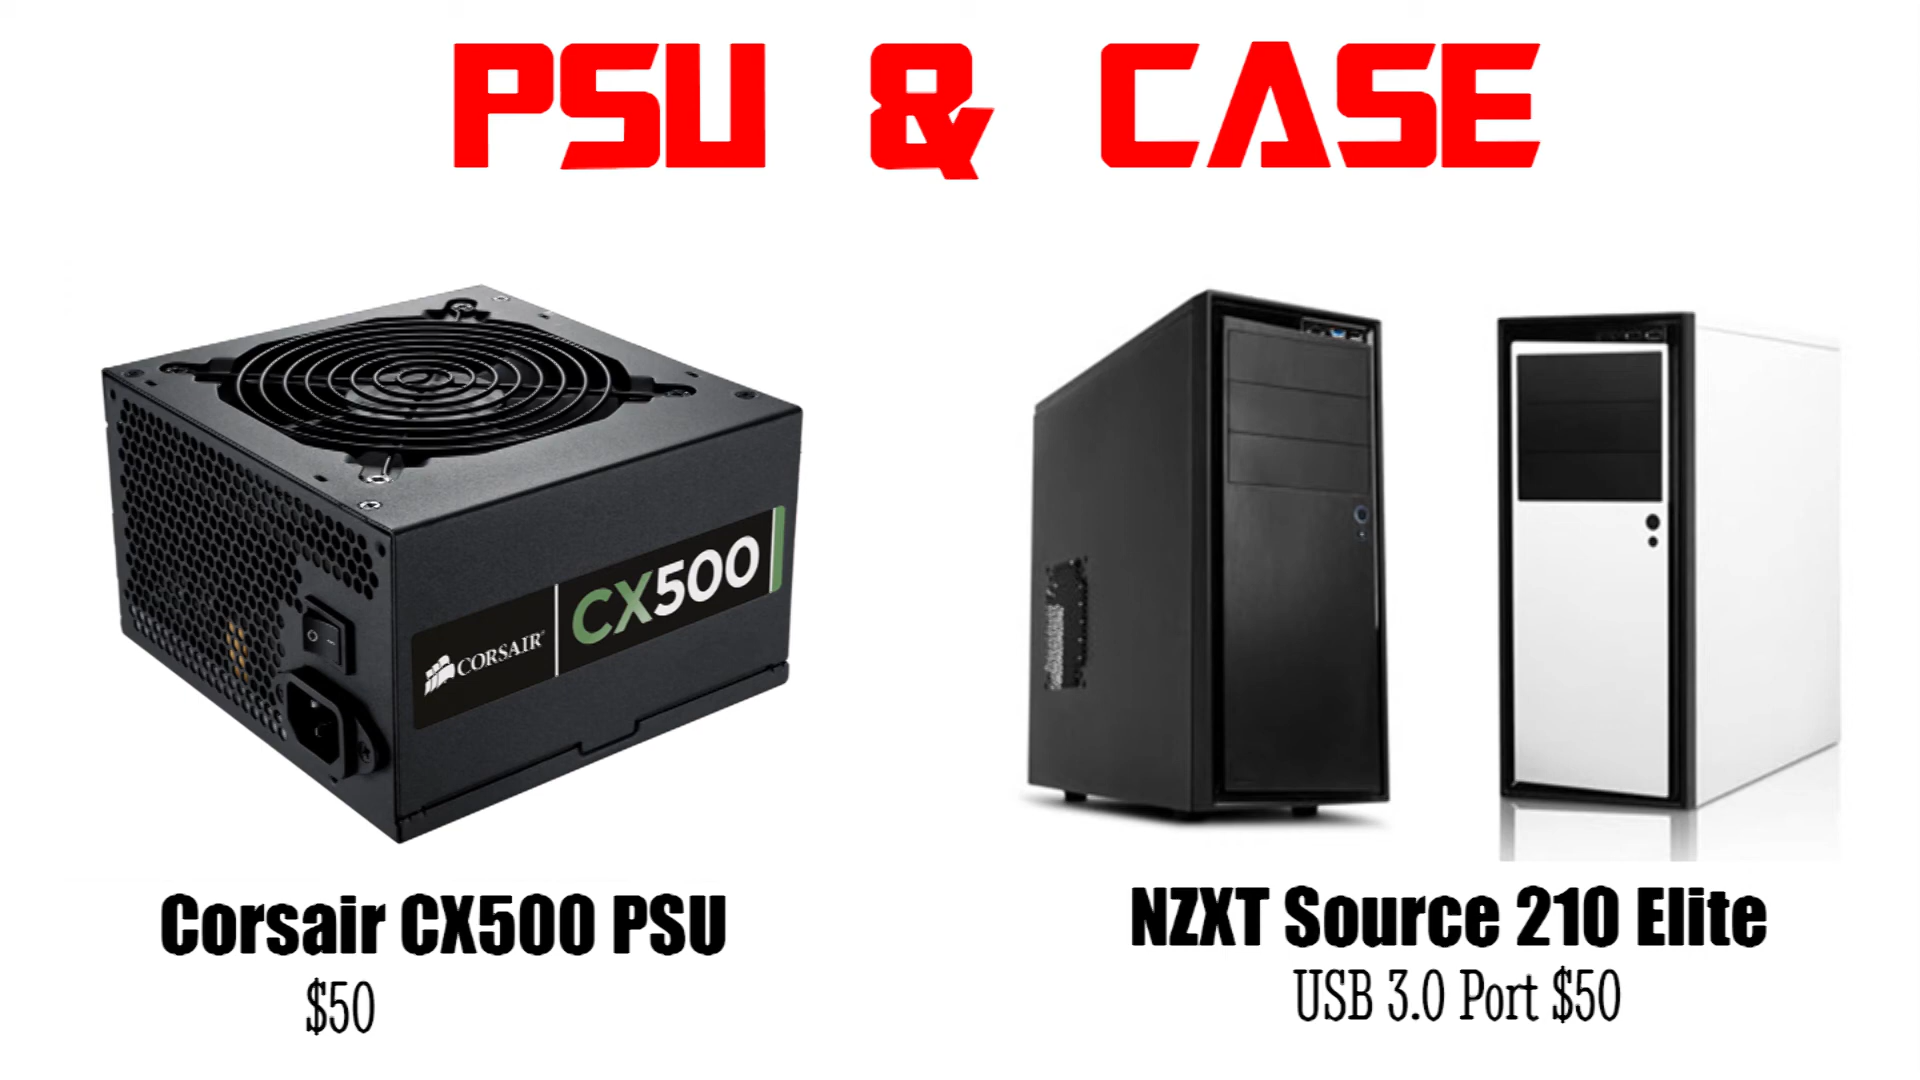 PSU & CASE
CORSAIR
CX500
Corsair CX500 PSU
$50
NZXT Source 210 Elite
USB 3.0 Port $50